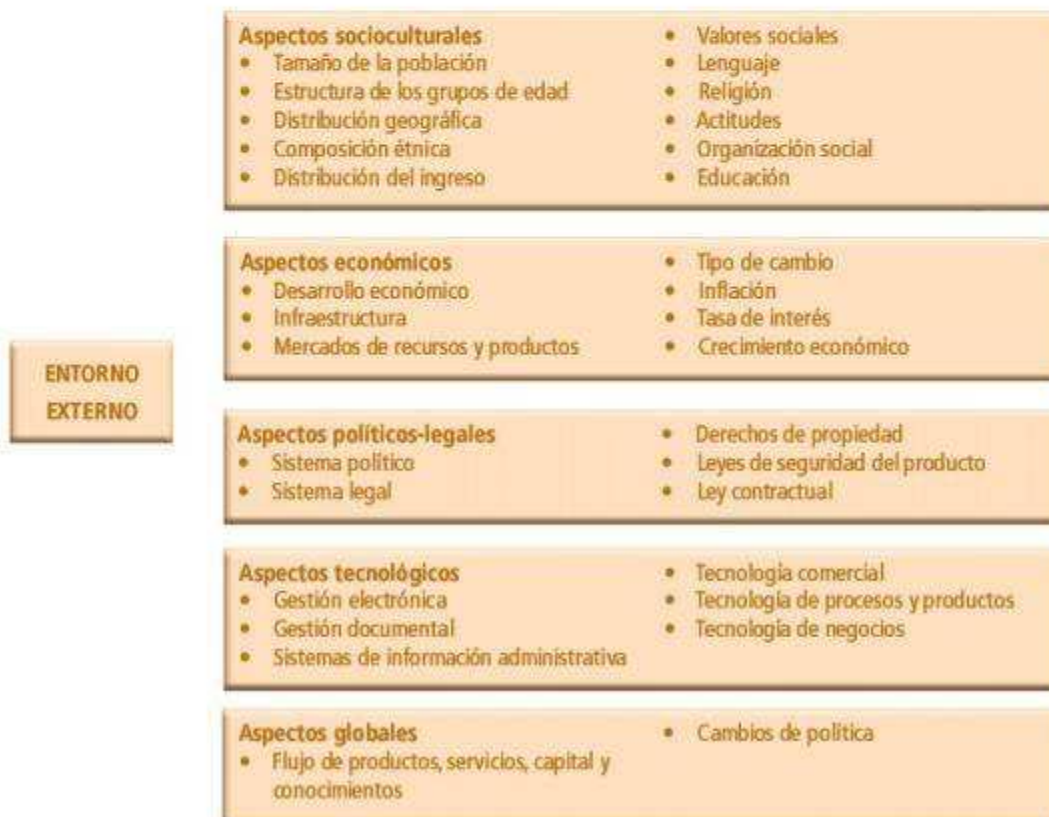 Aspectos socioculturales
• Tamaño de la población
• Estructura de los grupos de edad
• Distribución geográfica
• Composición étnica
• Distribución del ingreso
• Valores sociales
• Lenguaje
• Religión
• Actitudes
• Organización social
• Educación
Aspectos económicos
• Desarrollo económico
• Infraestructura
• Mercados de recursos y productos
• Tipo de cambio
• Inflación
• Tasa de interés
• Crecimiento económico
ENTORNO
EXTERNO
Aspectos políticos-legales
• Sistema político
• Sistema legal
• Derechos de propiedad
• Leyes de seguridad del producto
• Ley contractual
Aspectos tecnológicos
• Gestión electrónica
• Gestión documental
• Sistemas de información administrativa
• Tecnología comercial
• Tecnología de procesos y productos
• Tecnología de negocios
Aspectos globales
• Flujo de productos, servicios, capital y
conocimientos
• Cambios de política